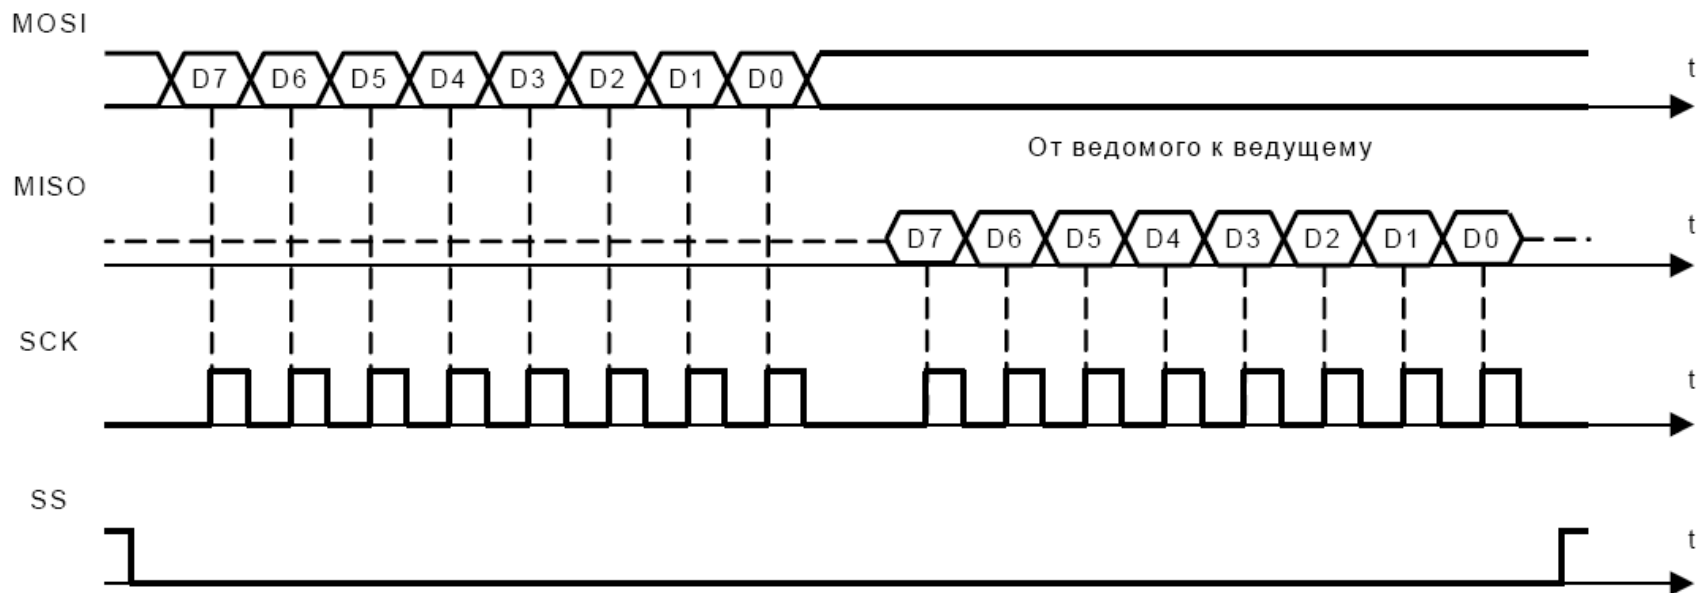 MOSI
D7 D6 D5 D4 D3 D2 D1 D0
t
От ведомого к ведущему
MISO
D7 D6 D5 D4 D3 D2 D1 D0
t
SCK
t
SS
t